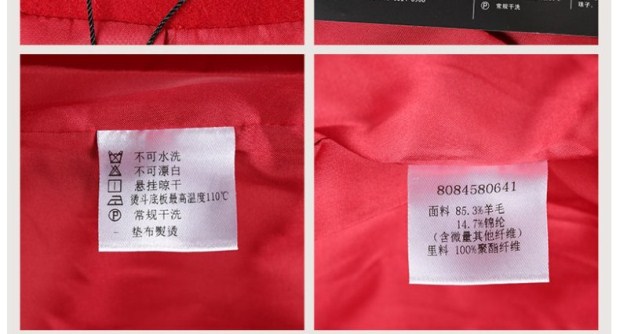 常规干洗
不可水洗
不可漂白
悬挂晾干
熨斗底板最高温度110℃
常规干洗
垫布熨烫
8084580641
面料 85.3%羊毛
14.7%锦纶
(含微量其他纤维)
里料 100%聚酯纤维